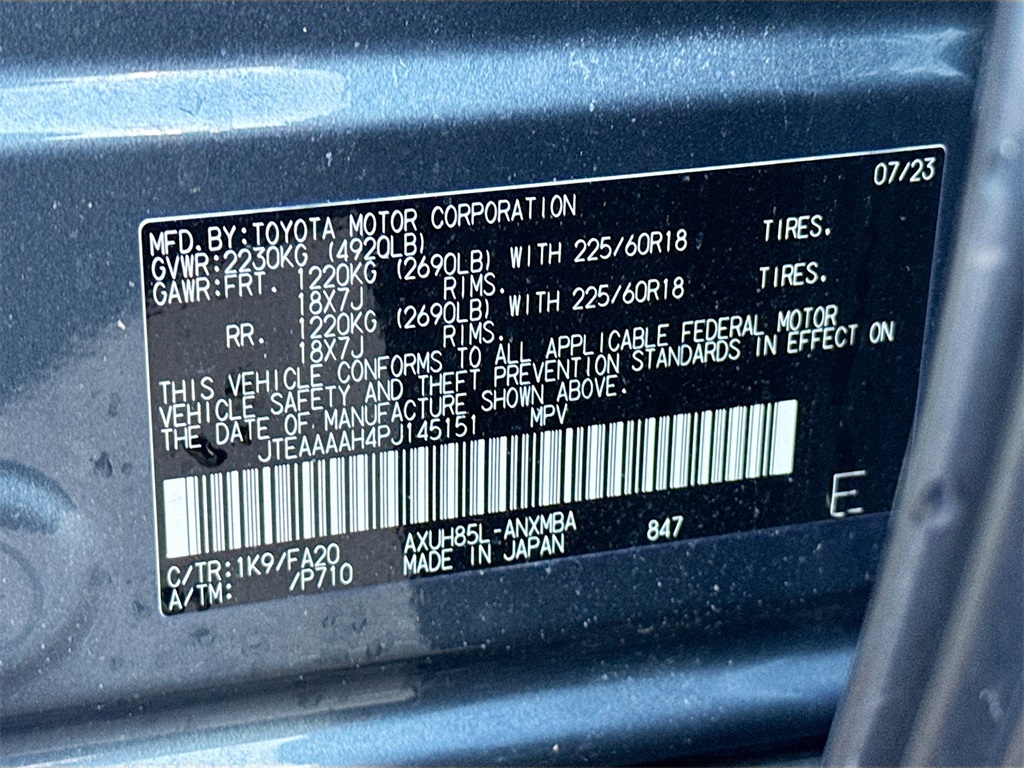 07/23
MFD. BY: TOYOTA MOTOR CORPORATION
GVWR: 2230KG (4920LB)
GAWR: FRT. 1220KG (2690LB) WITH 225/60R18 TIRES.
18X7J RIMS.
RR. 1220KG (2690LB) WITH 225/60R18 TIRES.
18X7J RIMS.
THIS VEHICLE CONFORMS TO ALL APPLICABLE FEDERAL MOTOR
VEHICLE SAFETY AND THEFT PREVENTION STANDARDS IN EFFECT ON
THE DATE OF MANUFACTURE SHOWN ABOVE.
JTEAAAAH4PJ145151 MPV
E
C/TR: 1K9/FA20 AXUH85L-ANXMBA 847
A/TM: /P710 MADE IN JAPAN